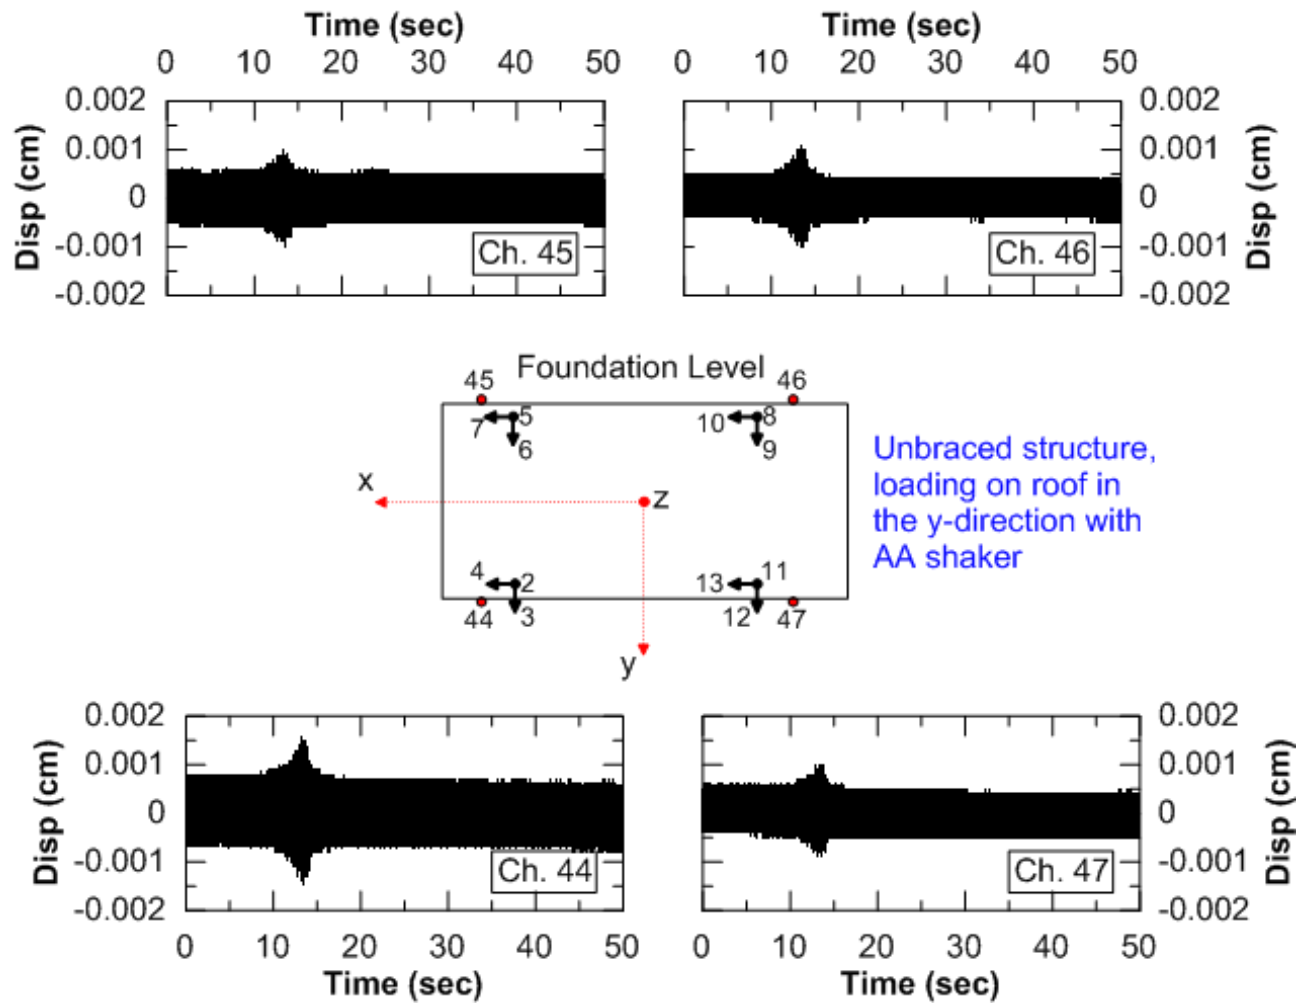 Time (sec) Time (sec)
0 10 20 30 40 50 0 10 20 30 40 50
0.002 0.002
0.001 0.001
0 0
-0.001 -0.001
-0.002 -0.002
Disp (cm) Disp (cm)
Ch. 45 Ch. 46
Foundation Level
45 46
5 8
7 10
6 9
x z
Unbraced structure,
loading on roof in
the y-direction with
AA shaker
4 2 13 11
44 3 12 47
y
0.002 0.002
0.001 0.001
0 0
-0.001 -0.001
-0.002 -0.002
Disp (cm) Disp (cm)
Ch. 44 Ch. 47
0 10 20 30 40 50 0 10 20 30 40 50
Time (sec) Time (sec)